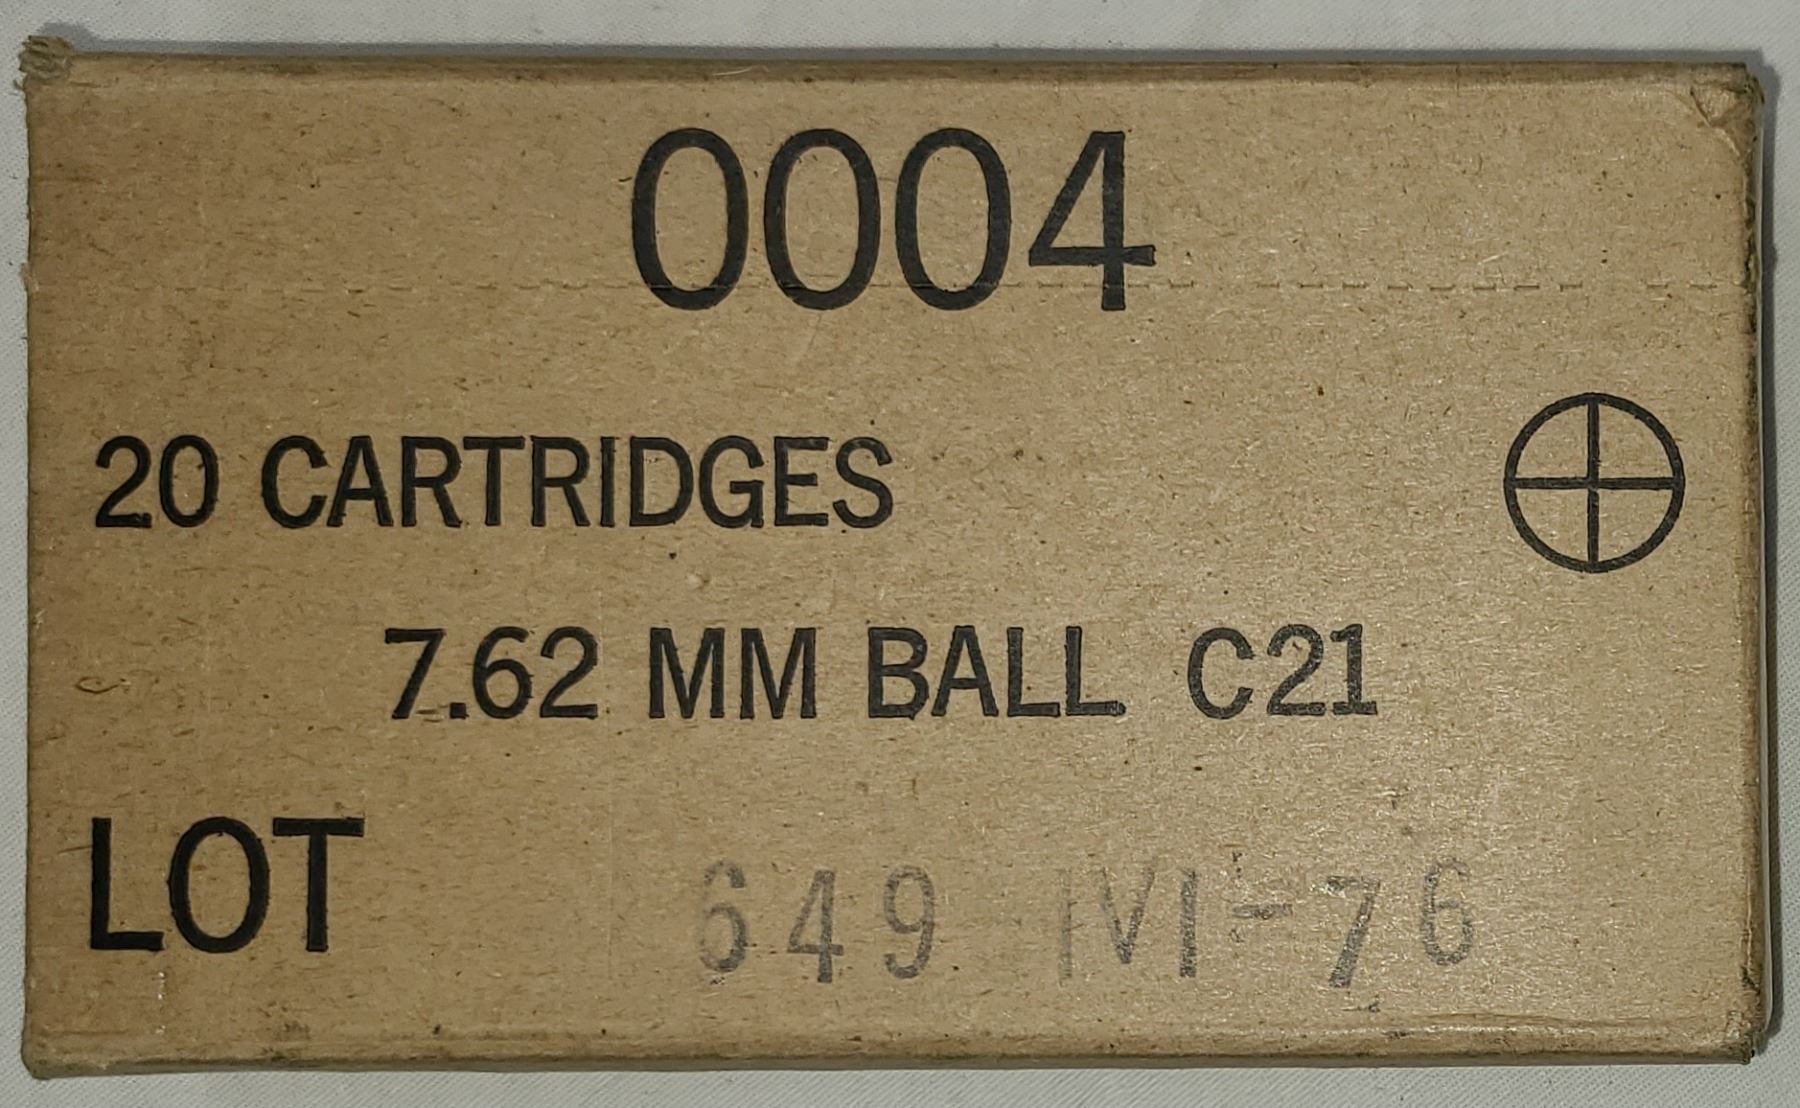 0004
20 CARTRIDGES
7.62 MM BALL C21
LOT 649 IVI-76